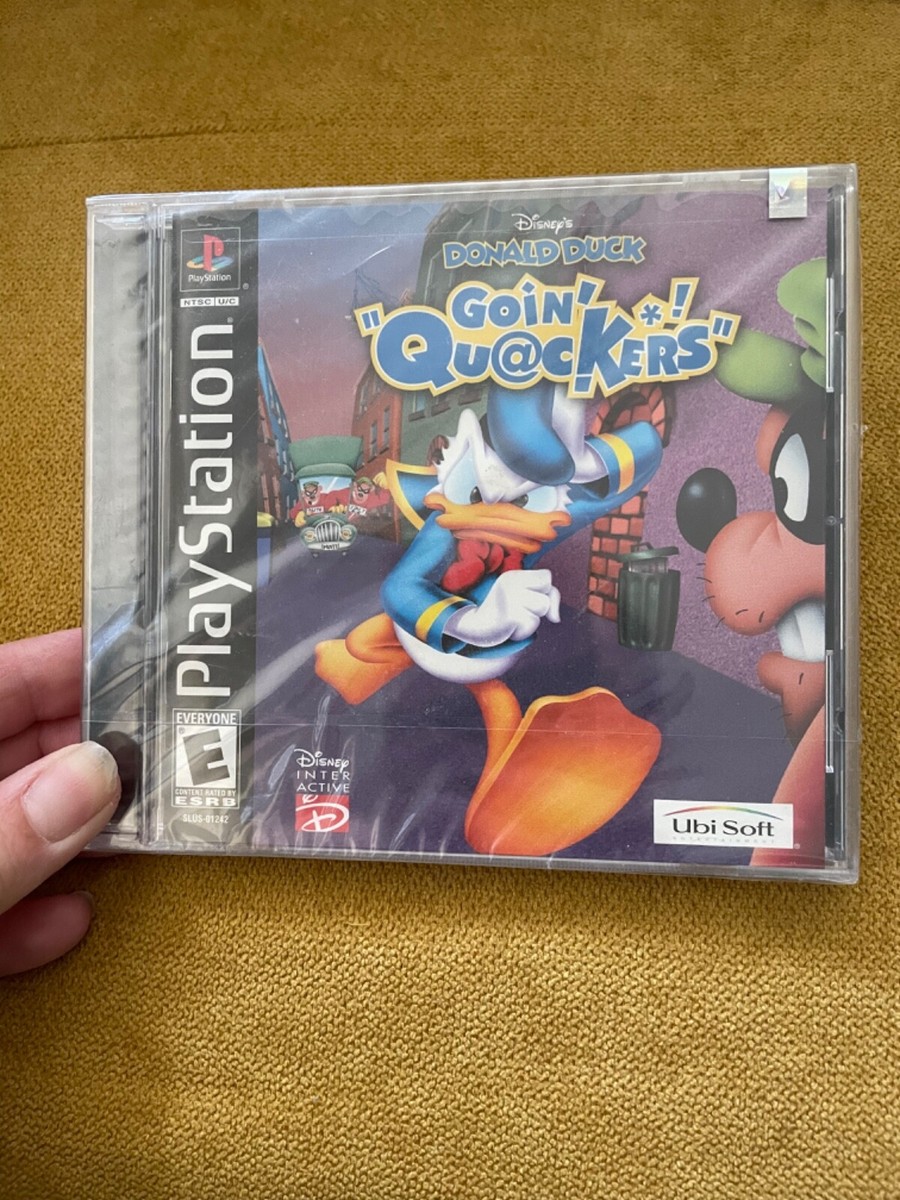 PlayStation
NTSC U/C
PlayStation
EVERYONE
E
CONTENT RATED BY
ESRB
SLUS-01242
Disney's
DONALD DUCK
"GOIN'
QU@CKERS*!"
Disney
INTER
ACTIVE
D
Ubi Soft
ENTERTAINMENT